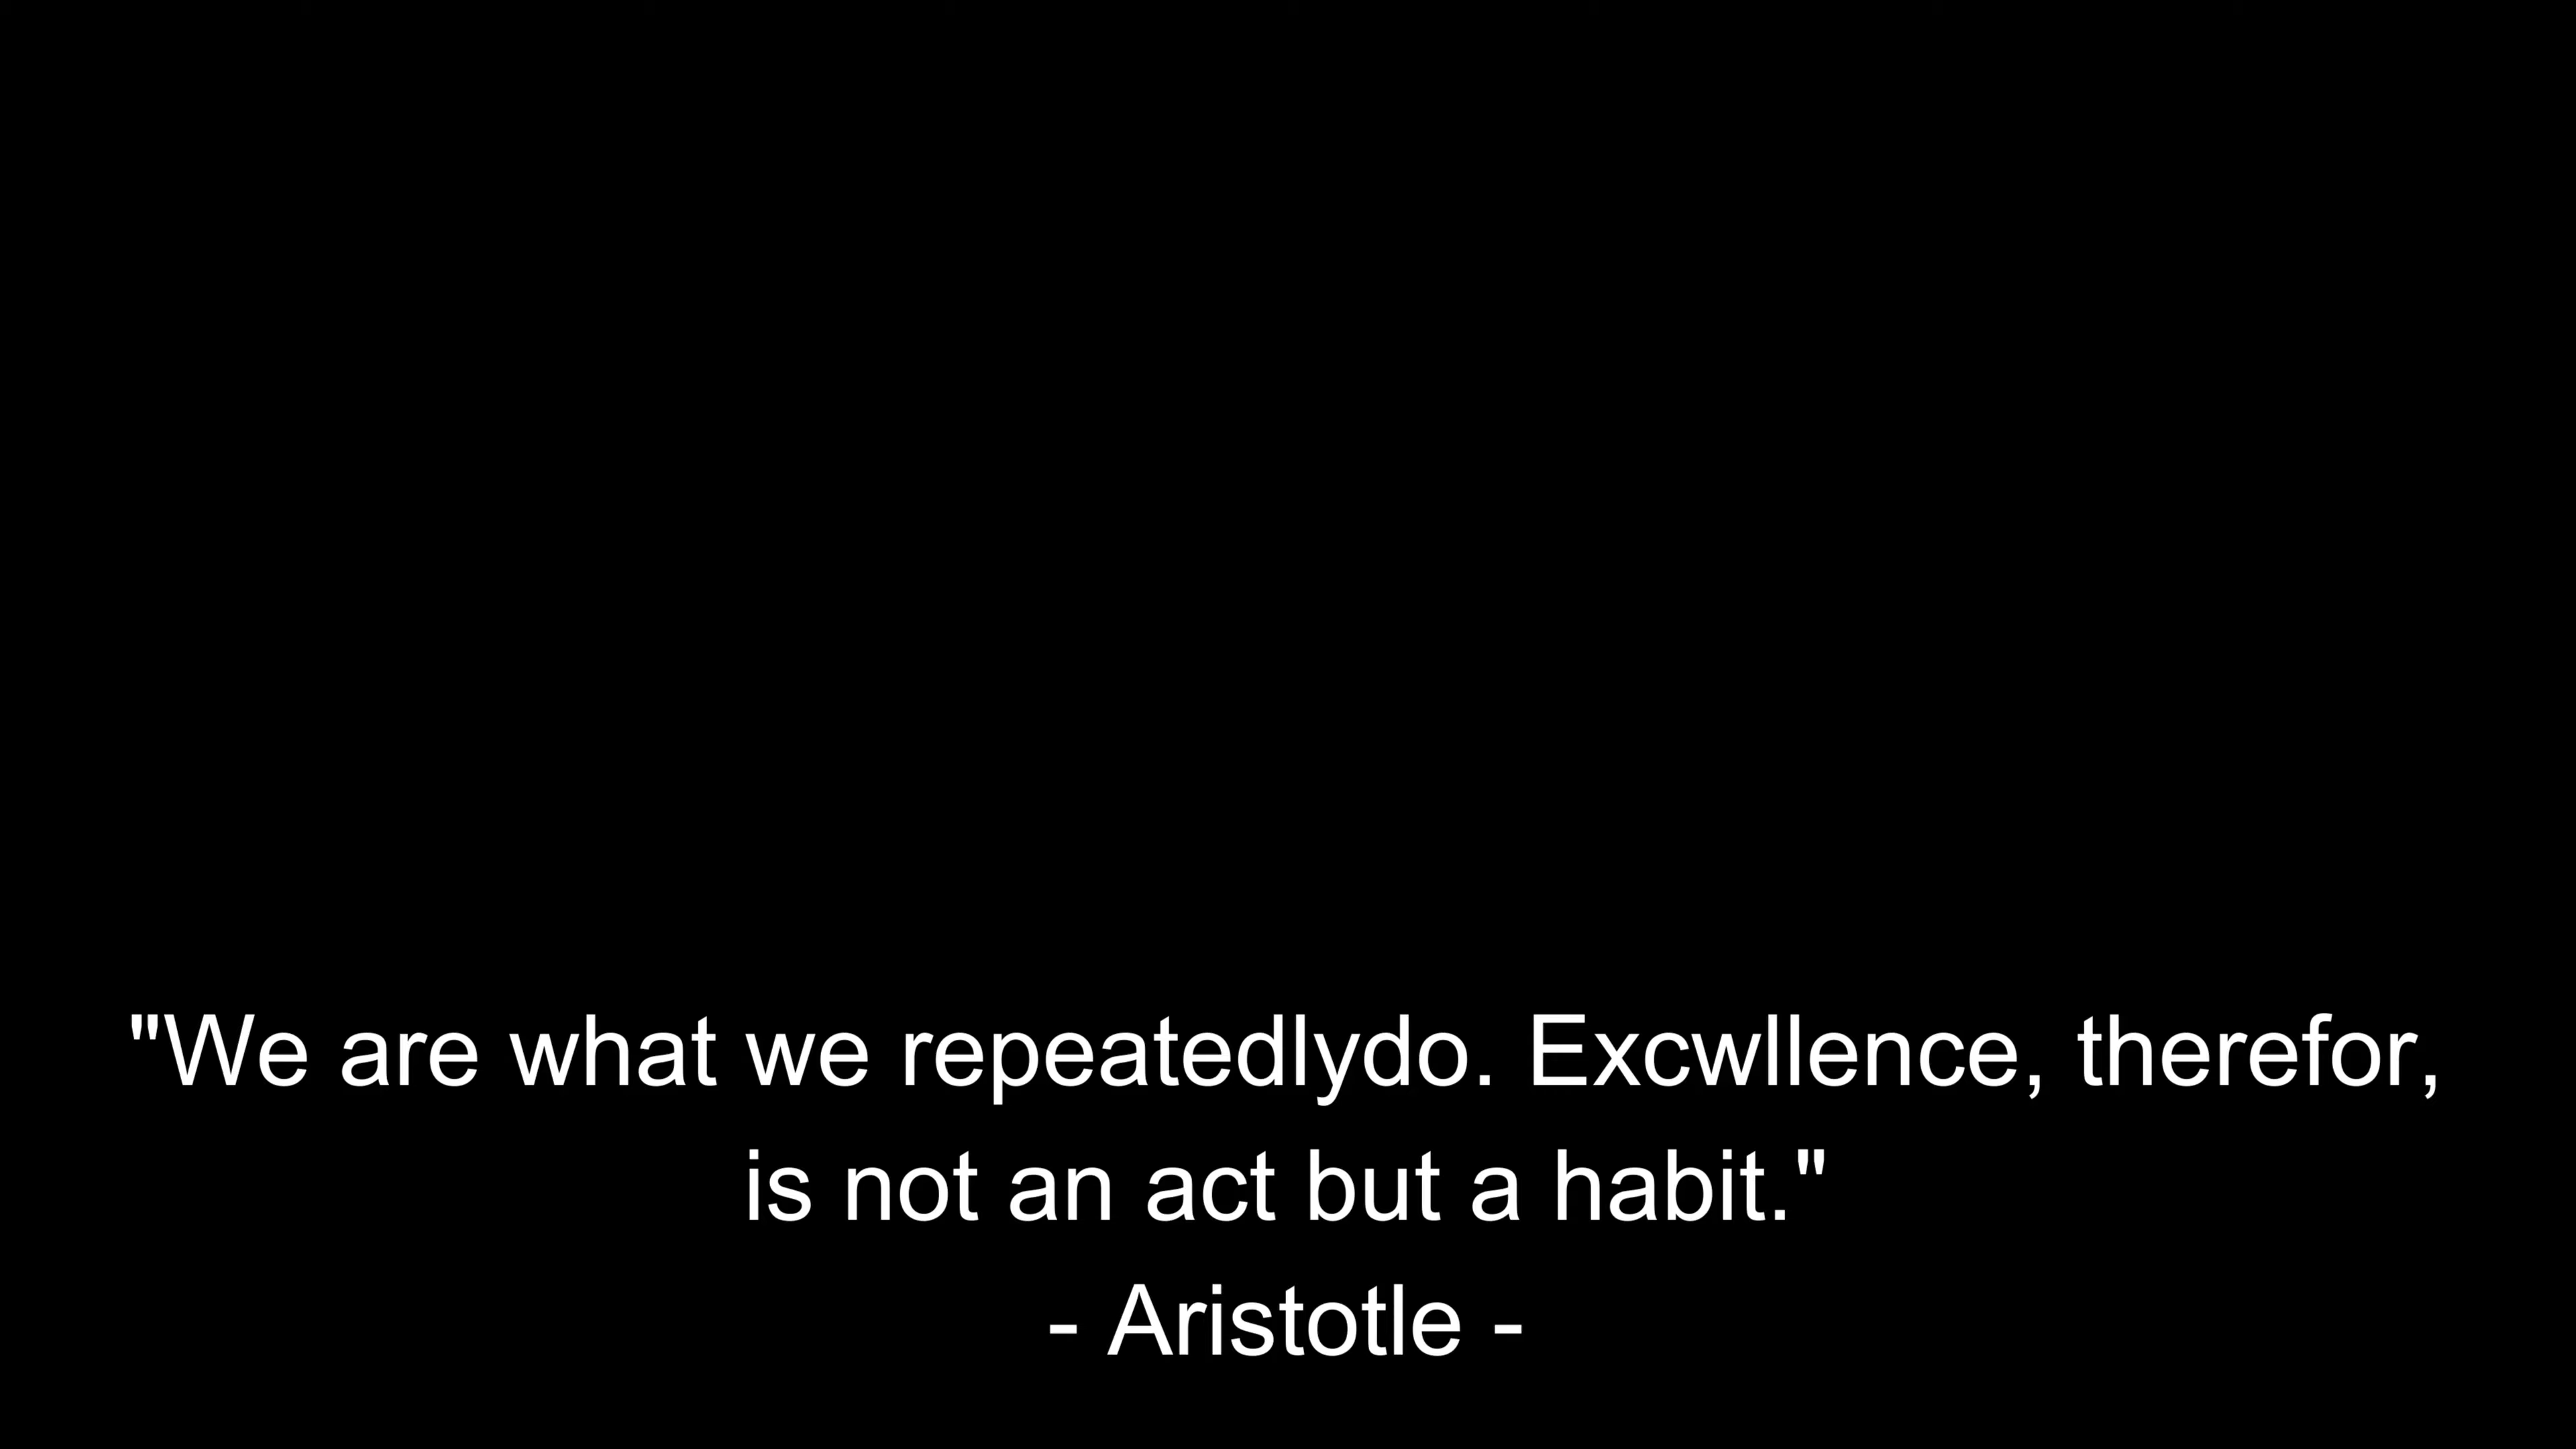 "We are what we repeatedlydo. Excwllence, therefor,
is not an act but a habit."
- Aristotle -